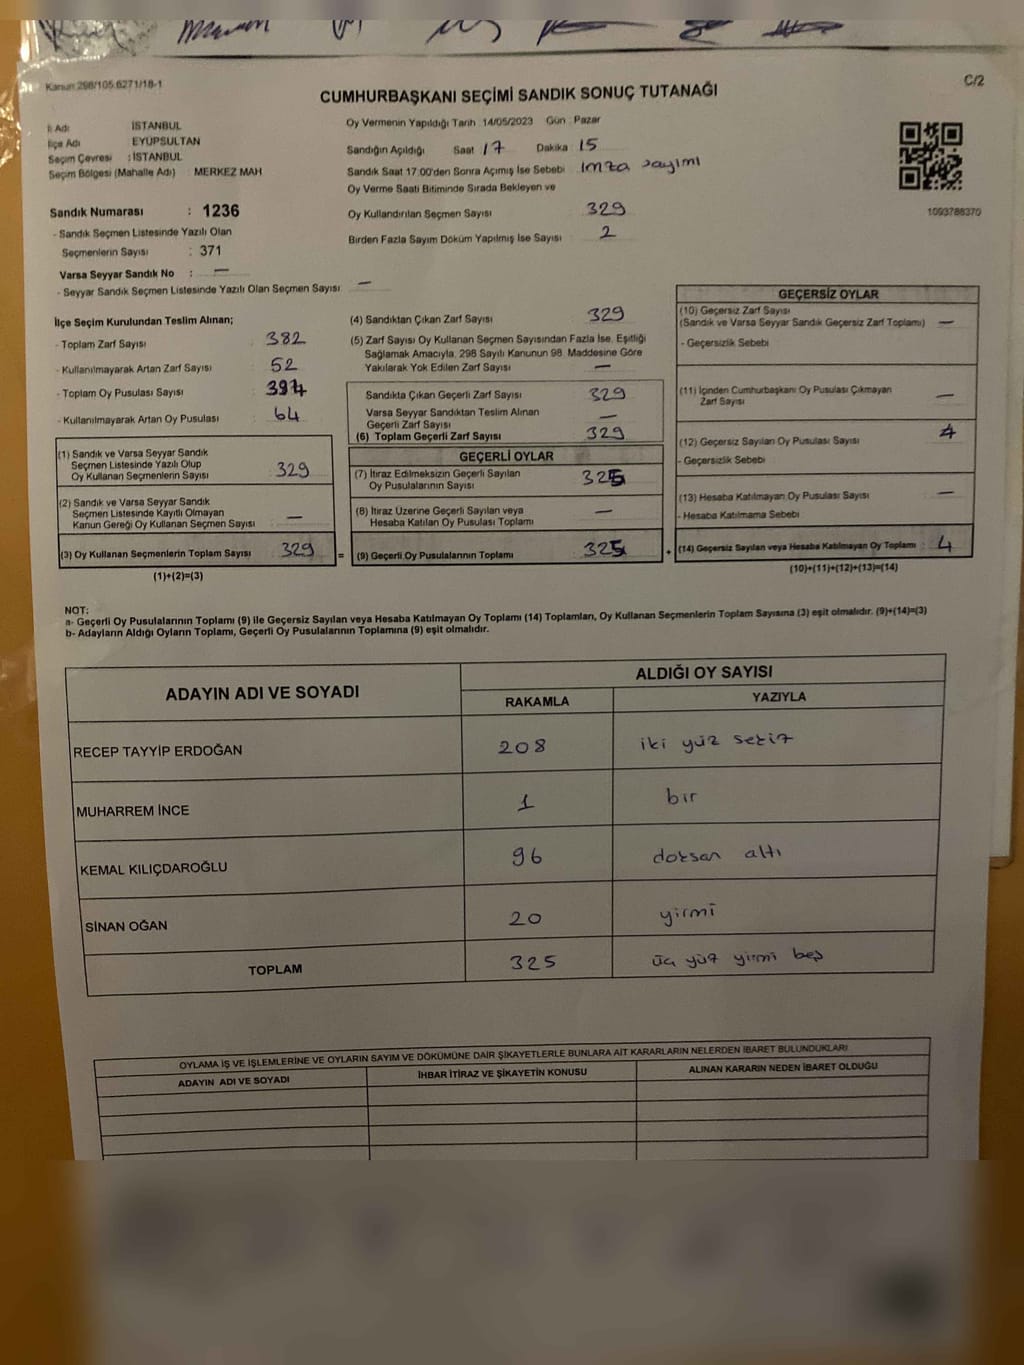 Kanun 298/105.6271/18-1
C/2
CUMHURBAŞKANI SEÇİMİ SANDIK SONUÇ TUTANAĞI
İl Adı İSTANBUL
İlçe Adı EYÜPSULTAN
Seçim Çevresi : İSTANBUL
Seçim Bölgesi (Mahalle Adı) : MERKEZ MAH
Oy Vermenin Yapıldığı Tarih :14/05/2023 Gün : Pazar
Sandığın Açıldığı Saat 17 Dakika 15
Sandık Saat 17.00'den Sonra Açımış İse Sebebi imza sayımı
Oy Verme Saati Bitiminde Sırada Bekleyen ve
Oy Kullandırılan Seçmen Sayısı 329
Birden Fazla Sayım Döküm Yapılmış İse Sayısı 2
1093788370
Sandık Numarası : 1236
- Sandık Seçmen Listesinde Yazılı Olan
Seçmenlerin Sayısı : 371
Varsa Seyyar Sandık No : —
- Seyyar Sandık Seçmen Listesinde Yazılı Olan Seçmen Sayısı —
İlçe Seçim Kurulundan Teslim Alınan;
- Toplam Zarf Sayısı 382
- Kullanılmayarak Artan Zarf Sayısı 52
- Toplam Oy Pusulası Sayısı
- Kullanılmayarak Artan Oy Pusulası 64
(1) Sandık ve Varsa Seyyar Sandık
Seçmen Listesinde Yazılı Olup
Oy Kullanan Seçmenlerin Sayısı 329
(2) Sandık ve Varsa Seyyar Sandık
Seçmen Listesinde Kayıtlı Olmayan
Kanun Gereği Oy Kullanan Seçmen Sayısı —
(3) Oy Kullanan Seçmenlerin Toplam Sayısı 329 =
(1)+(2)=(3)
(4) Sandıktan Çıkan Zarf Sayısı 329
(5) Zarf Sayısı Oy Kullanan Seçmen Sayısından Fazla İse, Eşitliği
Sağlamak Amacıyla, 298 Sayılı Kanunun 98. Maddesine Göre
Yakılarak Yok Edilen Zarf Sayısı —
Sandıkta Çıkan Geçerli Zarf Sayısı 329
Varsa Seyyar Sandıktan Teslim Alınan
Geçerli Zarf Sayısı —
(6) Toplam Geçerli Zarf Sayısı 329
GEÇERLİ OYLAR
(7) İtiraz Edilmeksizin Geçerli Sayılan
Oy Pusulalarının Sayısı 325
(8) İtiraz Üzerine Geçerli Sayılan veya
Hesaba Katılan Oy Pusulası Toplamı —
(9) Geçerli Oy Pusulalarının Toplamı 325 +
GEÇERSİZ OYLAR
(10) Geçersiz Zarf Sayısı
(Sandık ve Varsa Seyyar Sandık Geçersiz Zarf Toplamı) —
- Geçersizlik Sebebi
(11) İçinden Cumhurbaşkanı Oy Pusulası Çıkmayan
Zarf Sayısı —
(12) Geçersiz Sayılan Oy Pusulası Sayısı 4
- Geçersizlik Sebebi
(13) Hesaba Katılmayan Oy Pusulası Sayısı —
- Hesaba Katılmama Sebebi
(14) Geçersiz Sayılan veya Hesaba Katılmayan Oy Toplamı : 4
(10)+(11)+(12)+(13)=(14)
NOT:
a- Geçerli Oy Pusulalarının Toplamı (9) ile Geçersiz Sayılan veya Hesaba Katılmayan Oy Toplamı (14) Toplamları, Oy Kullanan Seçmenlerin Toplam Sayısına (3) eşit olmalıdır. (9)+(14)=(3)
b- Adayların Aldığı Oyların Toplamı, Geçerli Oy Pusulalarının Toplamına (9) eşit olmalıdır.
ADAYIN ADI VE SOYADI ALDIĞI OY SAYISI
RAKAMLA YAZIYLA
RECEP TAYYİP ERDOĞAN 208 iki yüz sekiz
MUHARREM İNCE 1 bir
KEMAL KILIÇDAROĞLU 96 doksan altı
SİNAN OĞAN 20 yirmi
TOPLAM 325 üç yüz yirmi beş
OYLAMA İŞ VE İŞLEMLERİNE VE OYLARIN SAYIM VE DÖKÜMÜNE DAİR ŞİKAYETLERLE BUNLARA AİT KARARLARIN NELERDEN İBARET BULUNDUKLARI
ADAYIN ADI VE SOYADI İHBAR İTİRAZ VE ŞİKAYETİN KONUSU ALINAN KARARIN NEDEN İBARET OLDUĞU